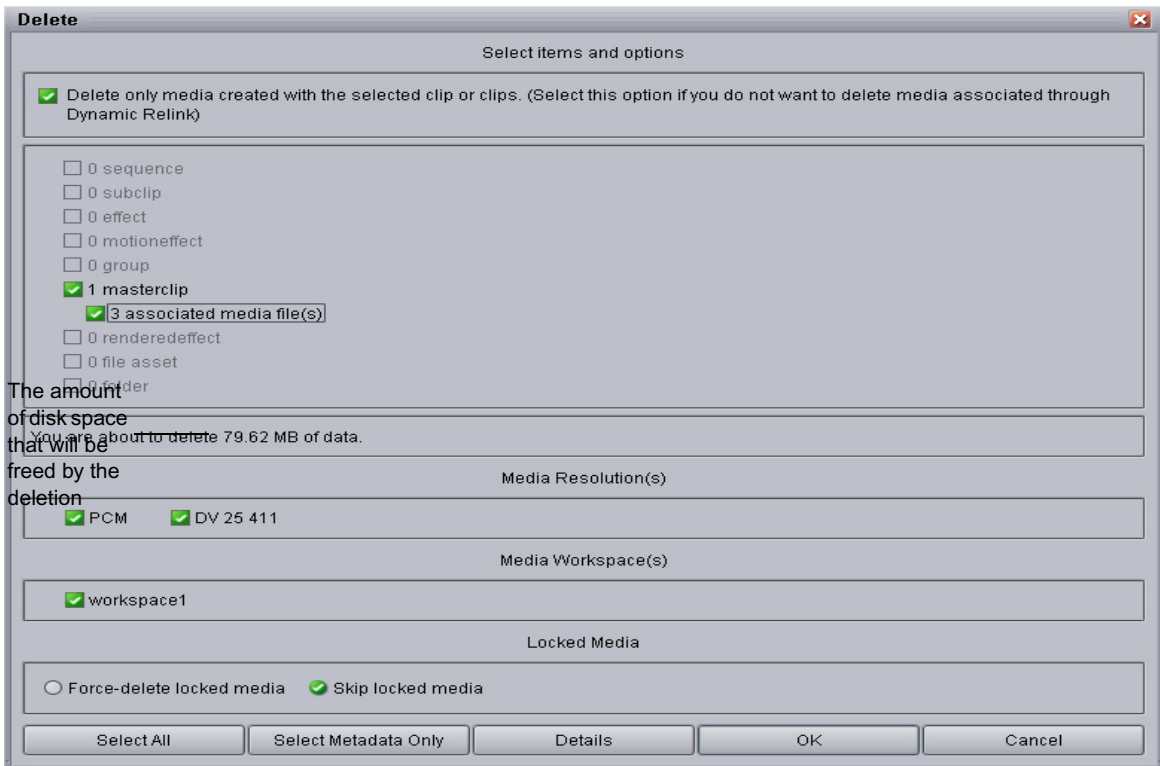 Delete
Select items and options
Delete only media created with the selected clip or clips. (Select this option if you do not want to delete media associated through
Dynamic Relink)
0 sequence
0 subclip
0 effect
0 motioneffect
0 group
1 masterclip
3 associated media file(s)
0 renderedeffect
0 file asset
0 folder
The amount
of disk space
that will be
freed by the
deletion
You are about to delete 79.62 MB of data.
Media Resolution(s)
PCM DV 25 411
Media Workspace(s)
workspace1
Locked Media
Force-delete locked media Skip locked media
Select All Select Metadata Only Details OK Cancel